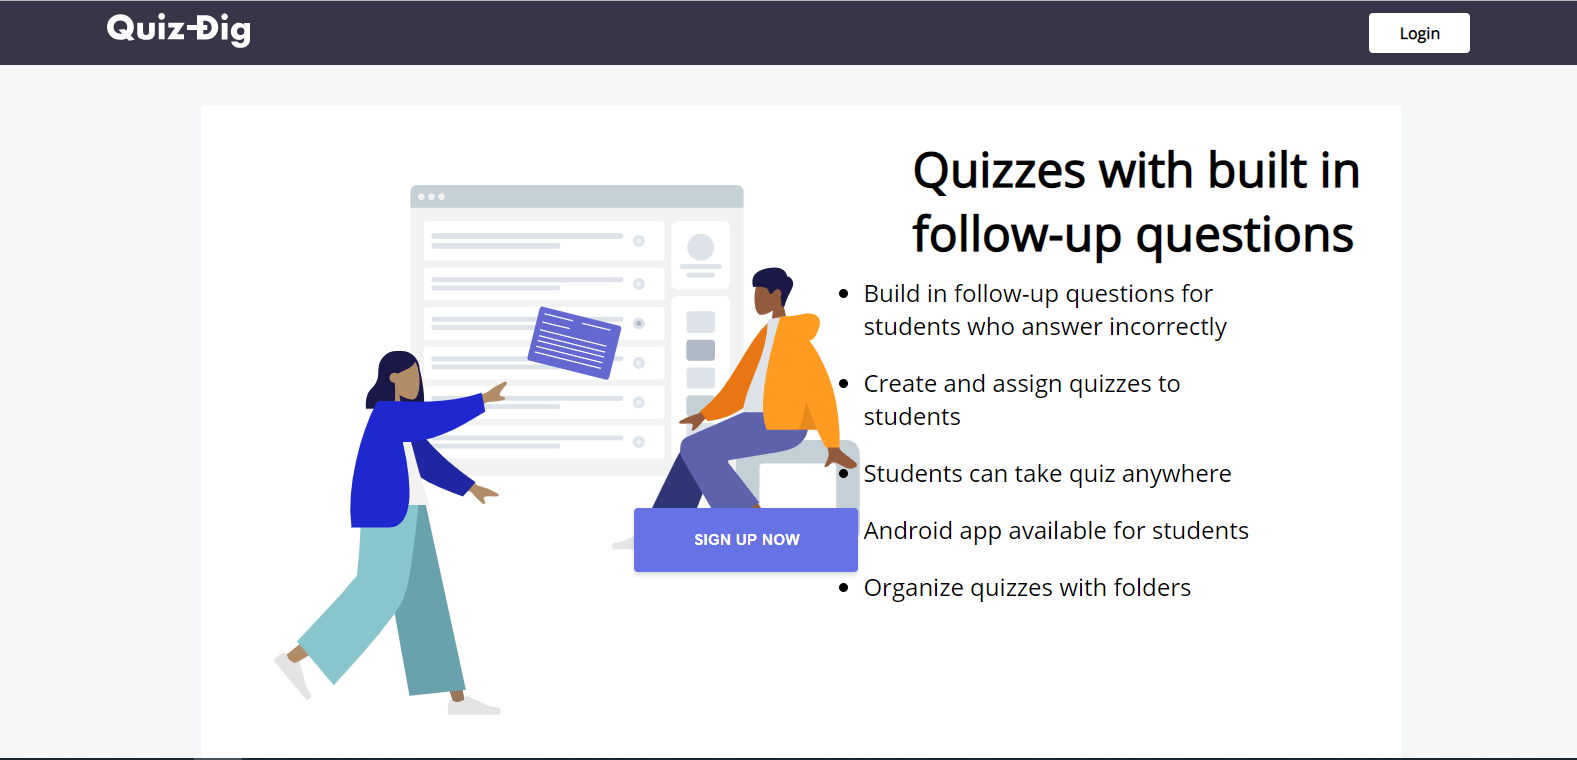 Quiz-Dig
Login
Quizzes with built in
follow-up questions
Build in follow-up questions for
students who answer incorrectly
Create and assign quizzes to
students
Students can take quiz anywhere
Android app available for students
Organize quizzes with folders
SIGN UP NOW